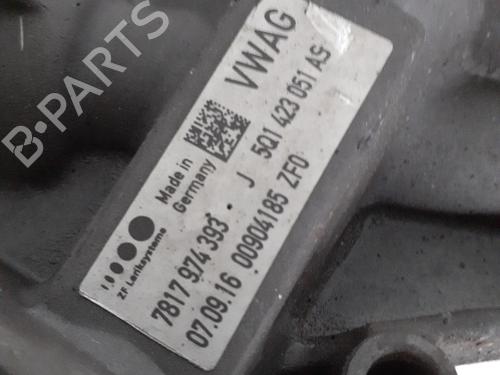 B-PARTS
VWAG
Made in
Germany
J 5Q1 423 051 AS
ZF Lenksysteme
7817 974 393
07.09.16 00904185 ZF0